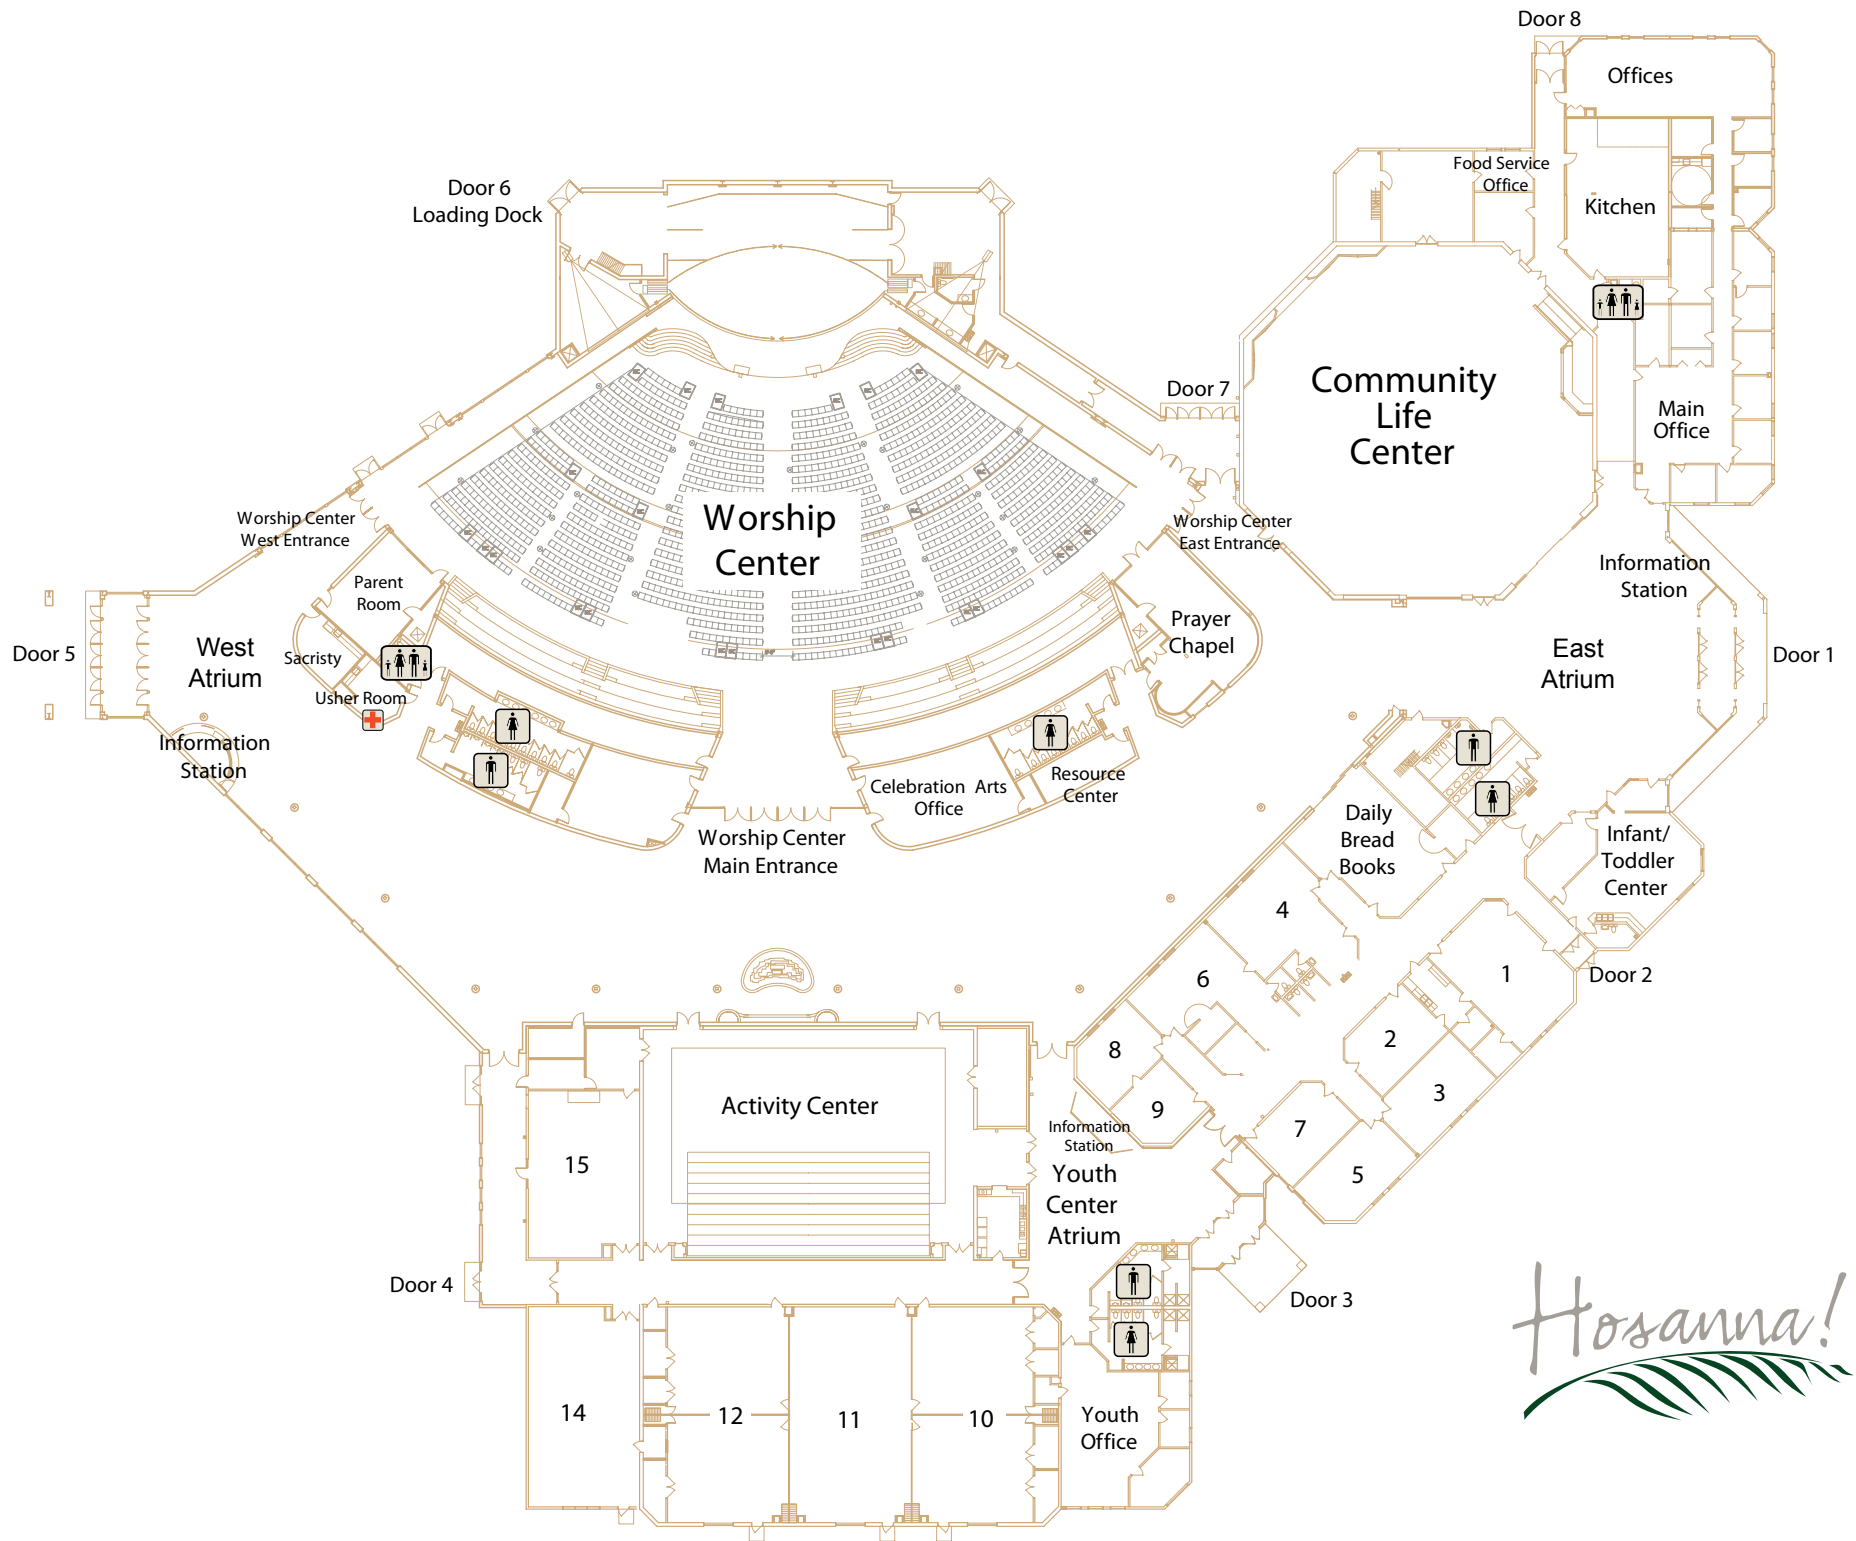 Door 8
Offices
Food Service
Office
Door 6
Loading Dock
Kitchen
Door 7
Community
Life
Center
Main
Office
Worship
Center
Worship Center
West Entrance
Worship Center
East Entrance
Information
Station
Parent
Room
Prayer
Chapel
Door 5
West
Atrium
Sacristy
East
Atrium
Door 1
Usher Room
Information
Station
Celebration Arts
Office
Resource
Center
Worship Center
Main Entrance
Daily
Bread
Books
Infant/
Toddler
Center
4
6
1
Door 2
2
8
3
9
Activity Center
Information
Station
7
15
Youth
Center
Atrium
5
Door 4
Door 3
Hosanna!
14
12
11
10
Youth
Office